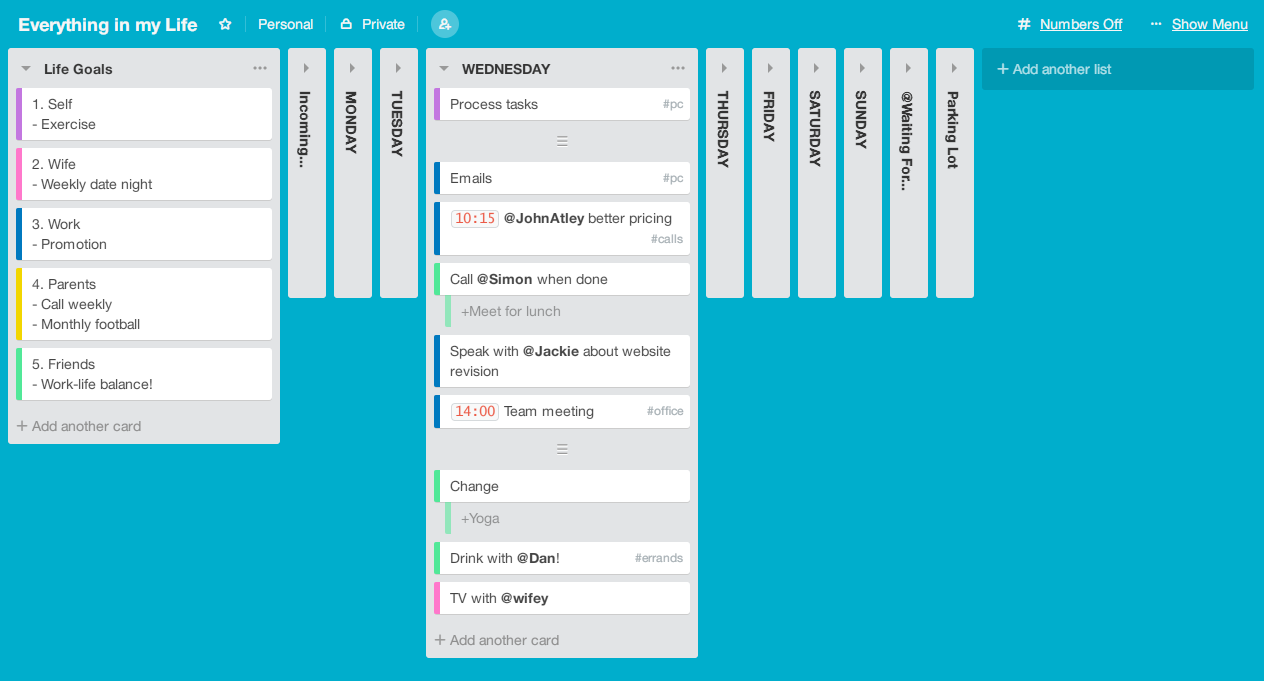 Everything in my Life
Personal
Private
Numbers Off
Show Menu
Life Goals
1. Self
- Exercise
2. Wife
- Weekly date night
3. Work
- Promotion
4. Parents
- Call weekly
- Monthly football
5. Friends
- Work-life balance!
+ Add another card
Incoming...
MONDAY
TUESDAY
WEDNESDAY
Process tasks #pc
Emails #pc
10:15 @JohnAtley better pricing
#calls
Call @Simon when done
+Meet for lunch
Speak with @Jackie about website
revision
14:00 Team meeting #office
Change
+Yoga
Drink with @Dan! #errands
TV with @wifey
+ Add another card
THURSDAY
FRIDAY
SATURDAY
SUNDAY
@Waiting For...
Parking Lot
+ Add another list